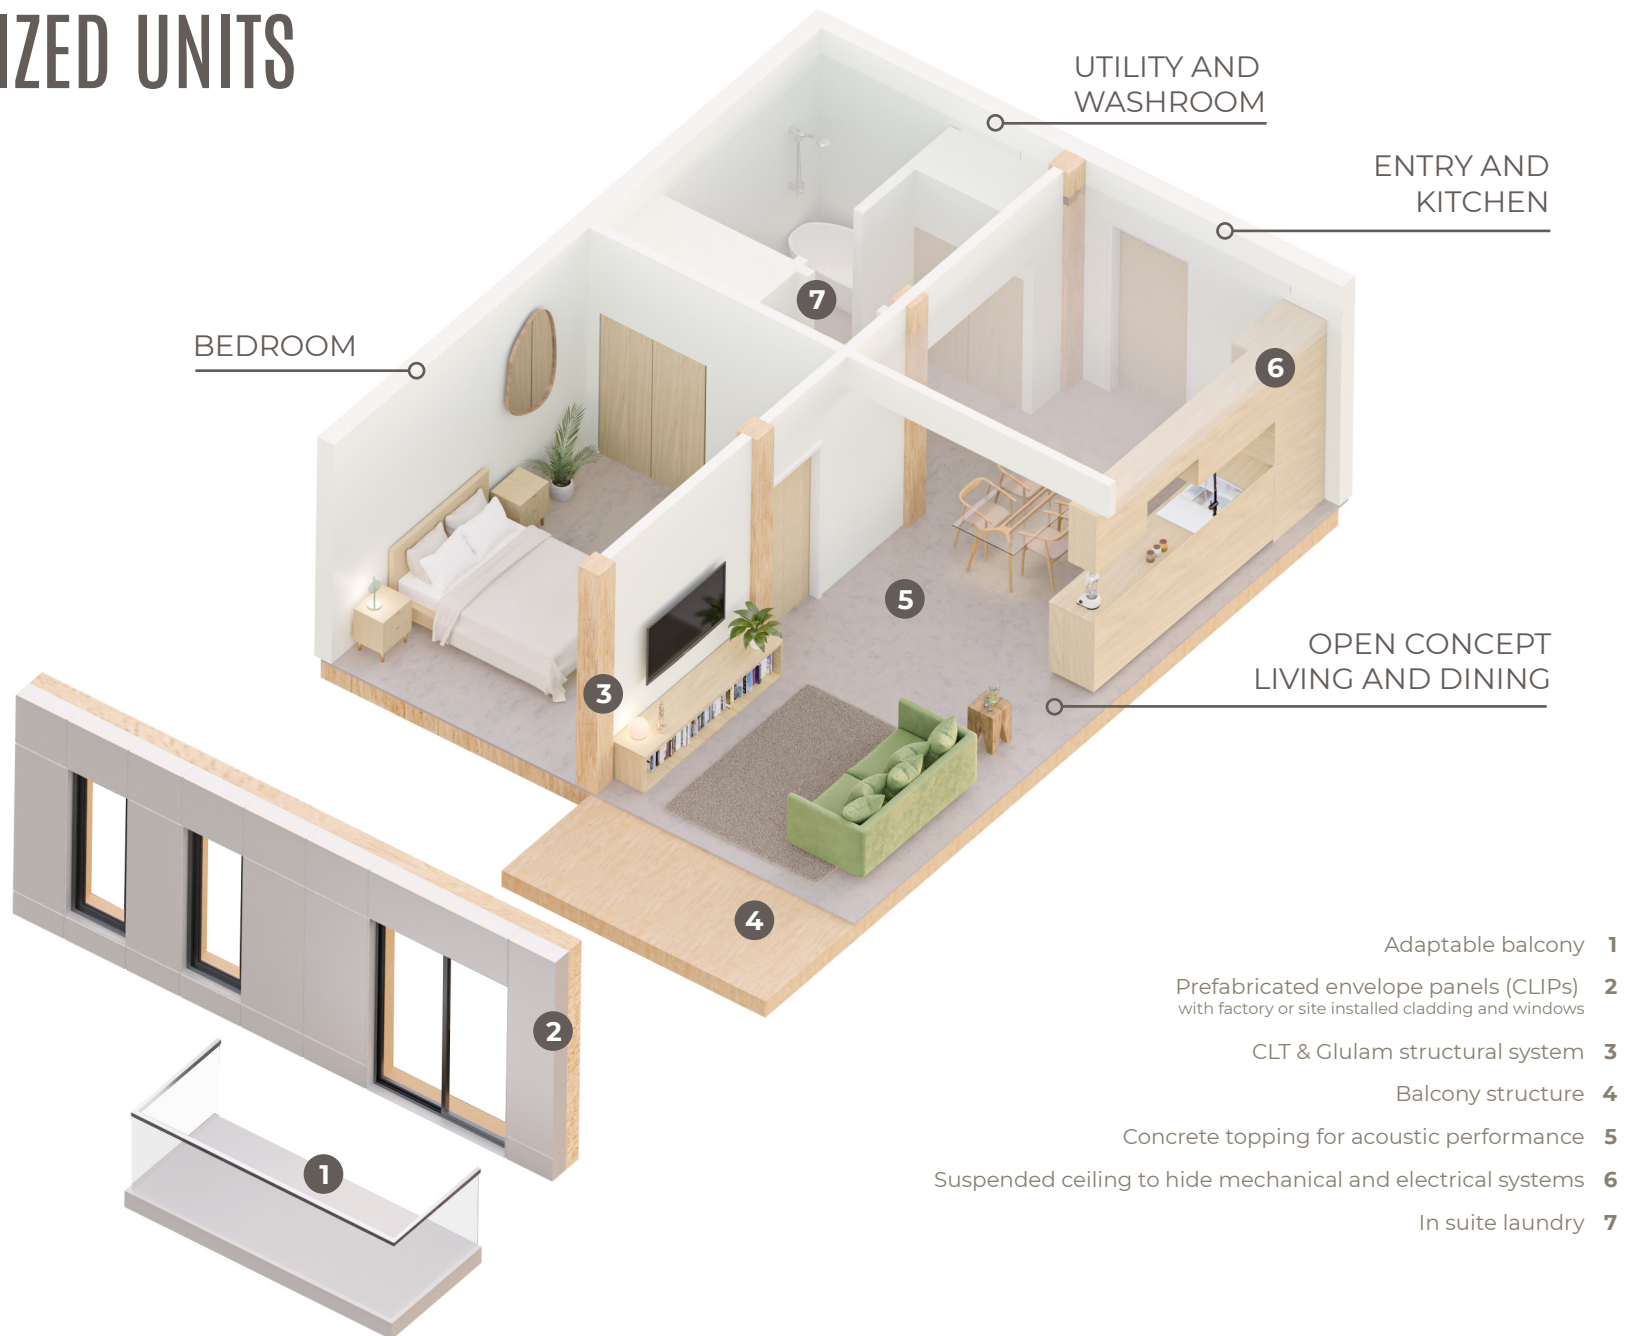 IZED UNITS
UTILITY AND
WASHROOM
ENTRY AND
KITCHEN
BEDROOM
7
6
5
3
OPEN CONCEPT
LIVING AND DINING
4
2
1
Adaptable balcony 1
Prefabricated envelope panels (CLIPs) 2
with factory or site installed cladding and windows
CLT & Glulam structural system 3
Balcony structure 4
Concrete topping for acoustic performance 5
Suspended ceiling to hide mechanical and electrical systems 6
In suite laundry 7